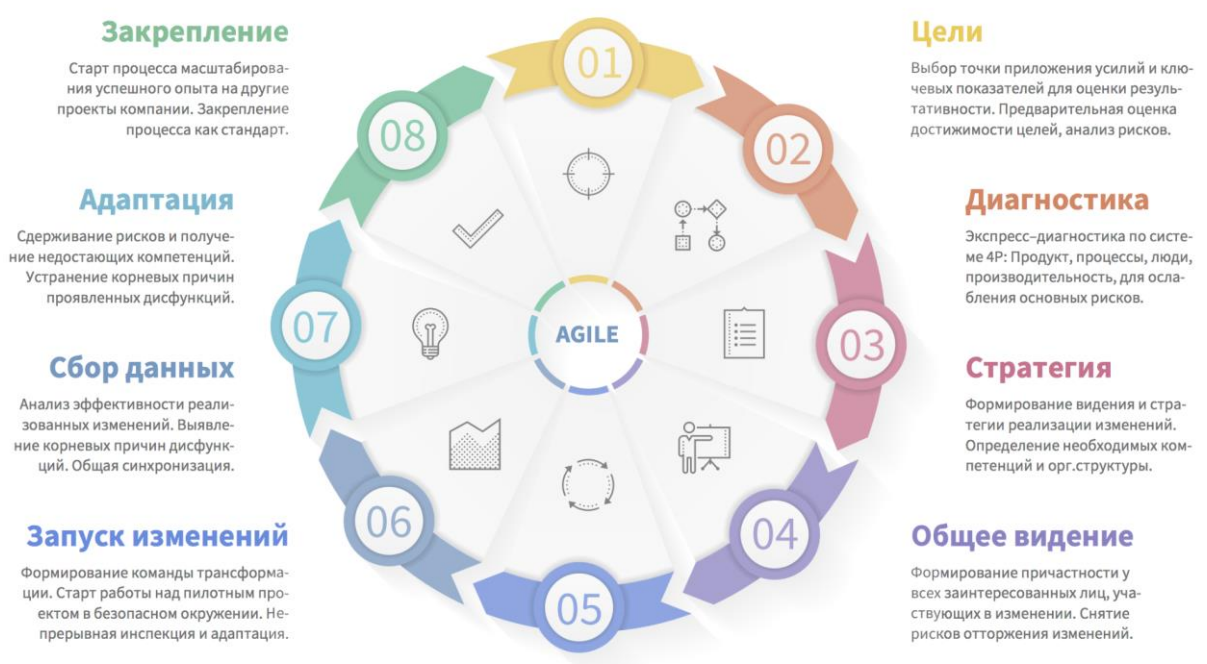 01
Цели
Выбор точки приложения усилий и клю-
чевых показателей для оценки резуль-
тативности. Предварительная оценка
достижимости целей, анализ рисков.
02
Диагностика
Экспресс–диагностика по систе-
ме 4Р: Продукт, процессы, люди,
производительность, для осла-
бления основных рисков.
03
Стратегия
Формирование видения и стра-
тегии реализации изменений.
Определение необходимых ком-
петенций и орг.структуры.
04
Общее видение
Формирование причастности у
всех заинтересованных лиц, уча-
ствующих в изменении. Снятие
рисков отторжения изменений.
05
Запуск изменений
Формирование команды трансформа-
ции. Старт работы над пилотным про-
ектом в безопасном окружении. Не-
прерывная инспекция и адаптация.
06
Сбор данных
Анализ эффективности реали-
зованных изменений. Выявле-
ние корневых причин дисфунк-
ций. Общая синхронизация.
07
Адаптация
Сдерживание рисков и получе-
ние недостающих компетенций.
Устранение корневых причин
проявленных дисфункций.
08
Закрепление
Старт процесса масштабирова-
ния успешного опыта на другие
проекты компании. Закрепление
процесса как стандарт.
AGILE